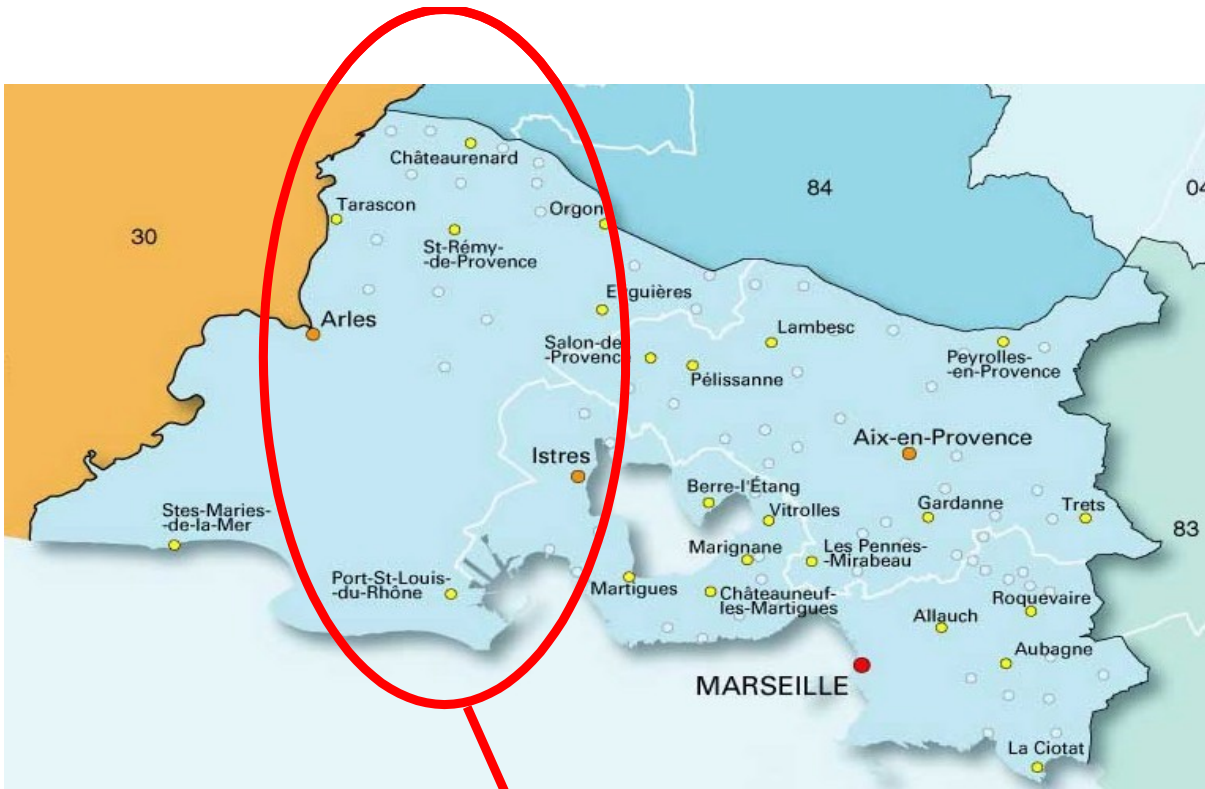 Châteaurenard
84
04
Tarascon
Orgon
30
St-Rémy-
-de-Provence
Eyguières
Arles
Lambesc
Salon-de-
-Provence
Peyrolles-
-en-Provence
Pélissanne
Aix-en-Provence
Istres
Berre-l'Étang
Stes-Maries-
-de-la-Mer
Vitrolles
Gardanne
Trets
83
Marignane
Les Pennes-
-Mirabeau
Port-St-Louis-
-du-Rhône
Martigues
Châteauneuf-
les-Martigues
Roquevaire
Allauch
Aubagne
MARSEILLE
La Ciotat